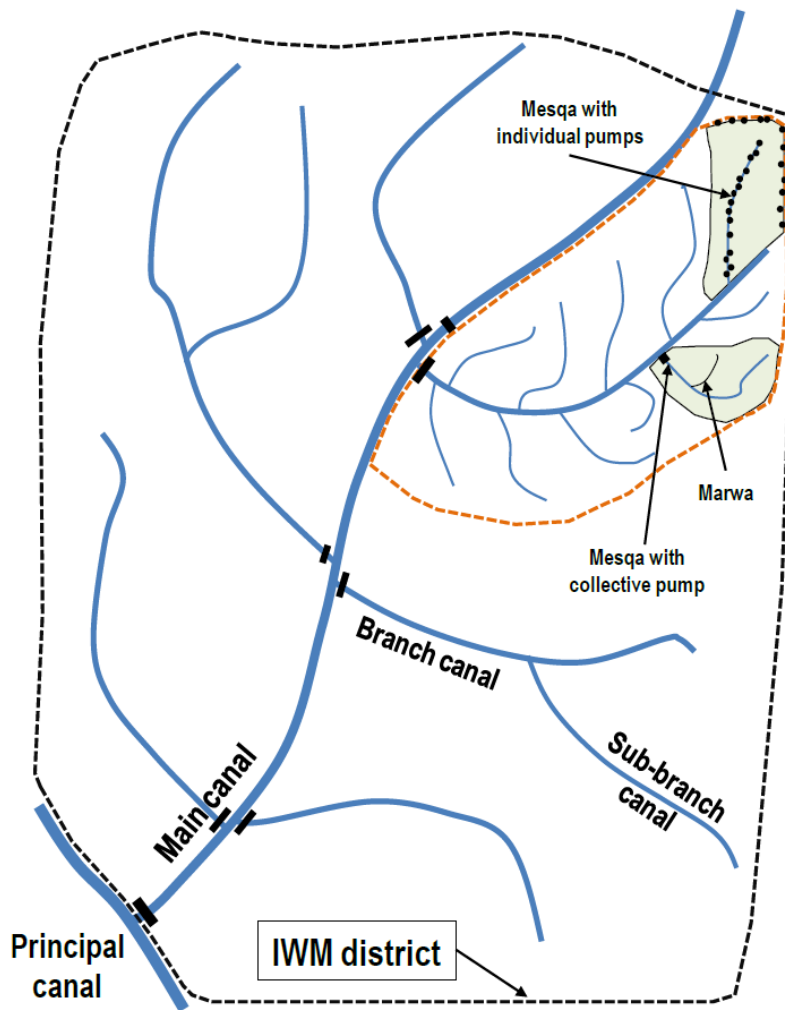 Mesqa with
individual pumps
Marwa
Mesqa with
collective pump
Branch canal
Sub-branch
canal
Main canal
Principal
canal
IWM district